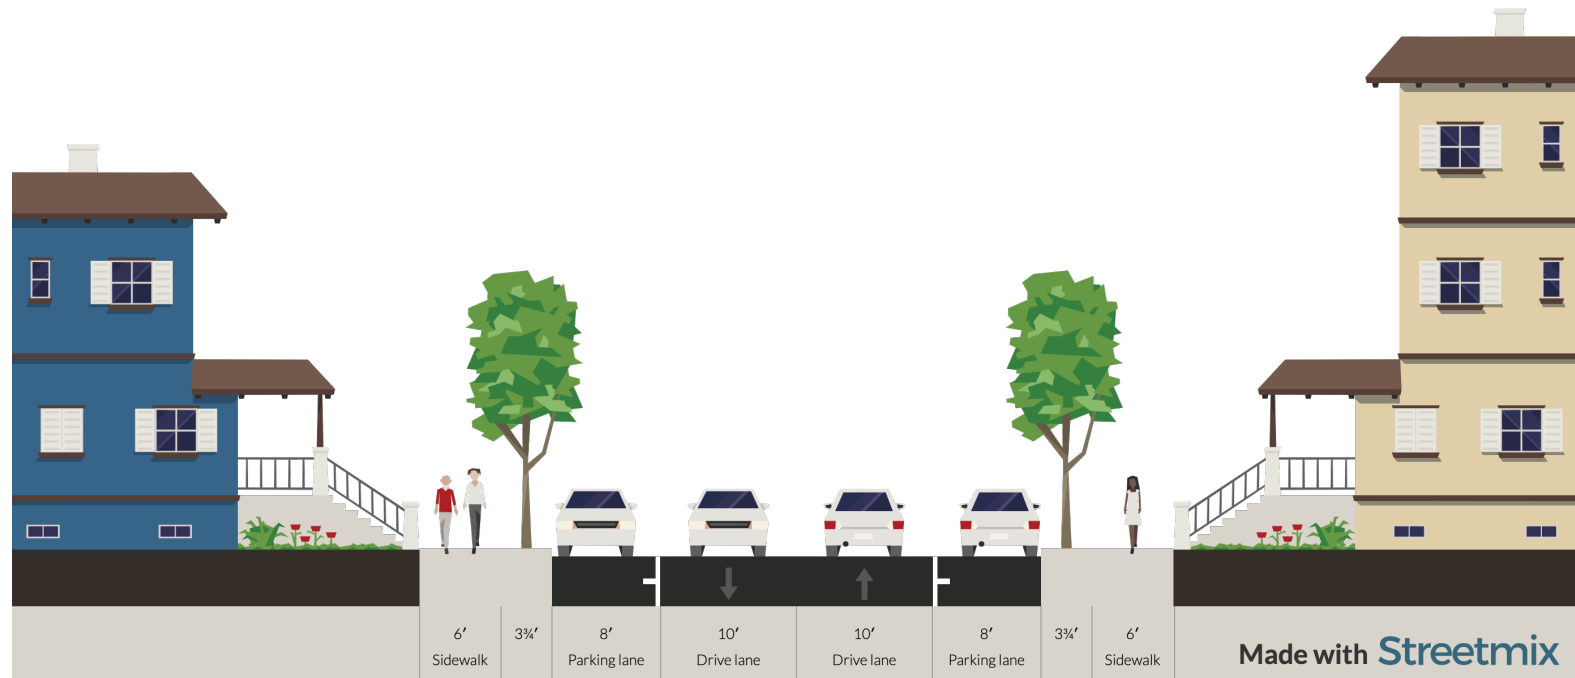 6′ 3¾′ 8′ 10′ 10′ 8′ 3¾′ 6′
Sidewalk Parking lane Drive lane Drive lane Parking lane Sidewalk
Made with Streetmix